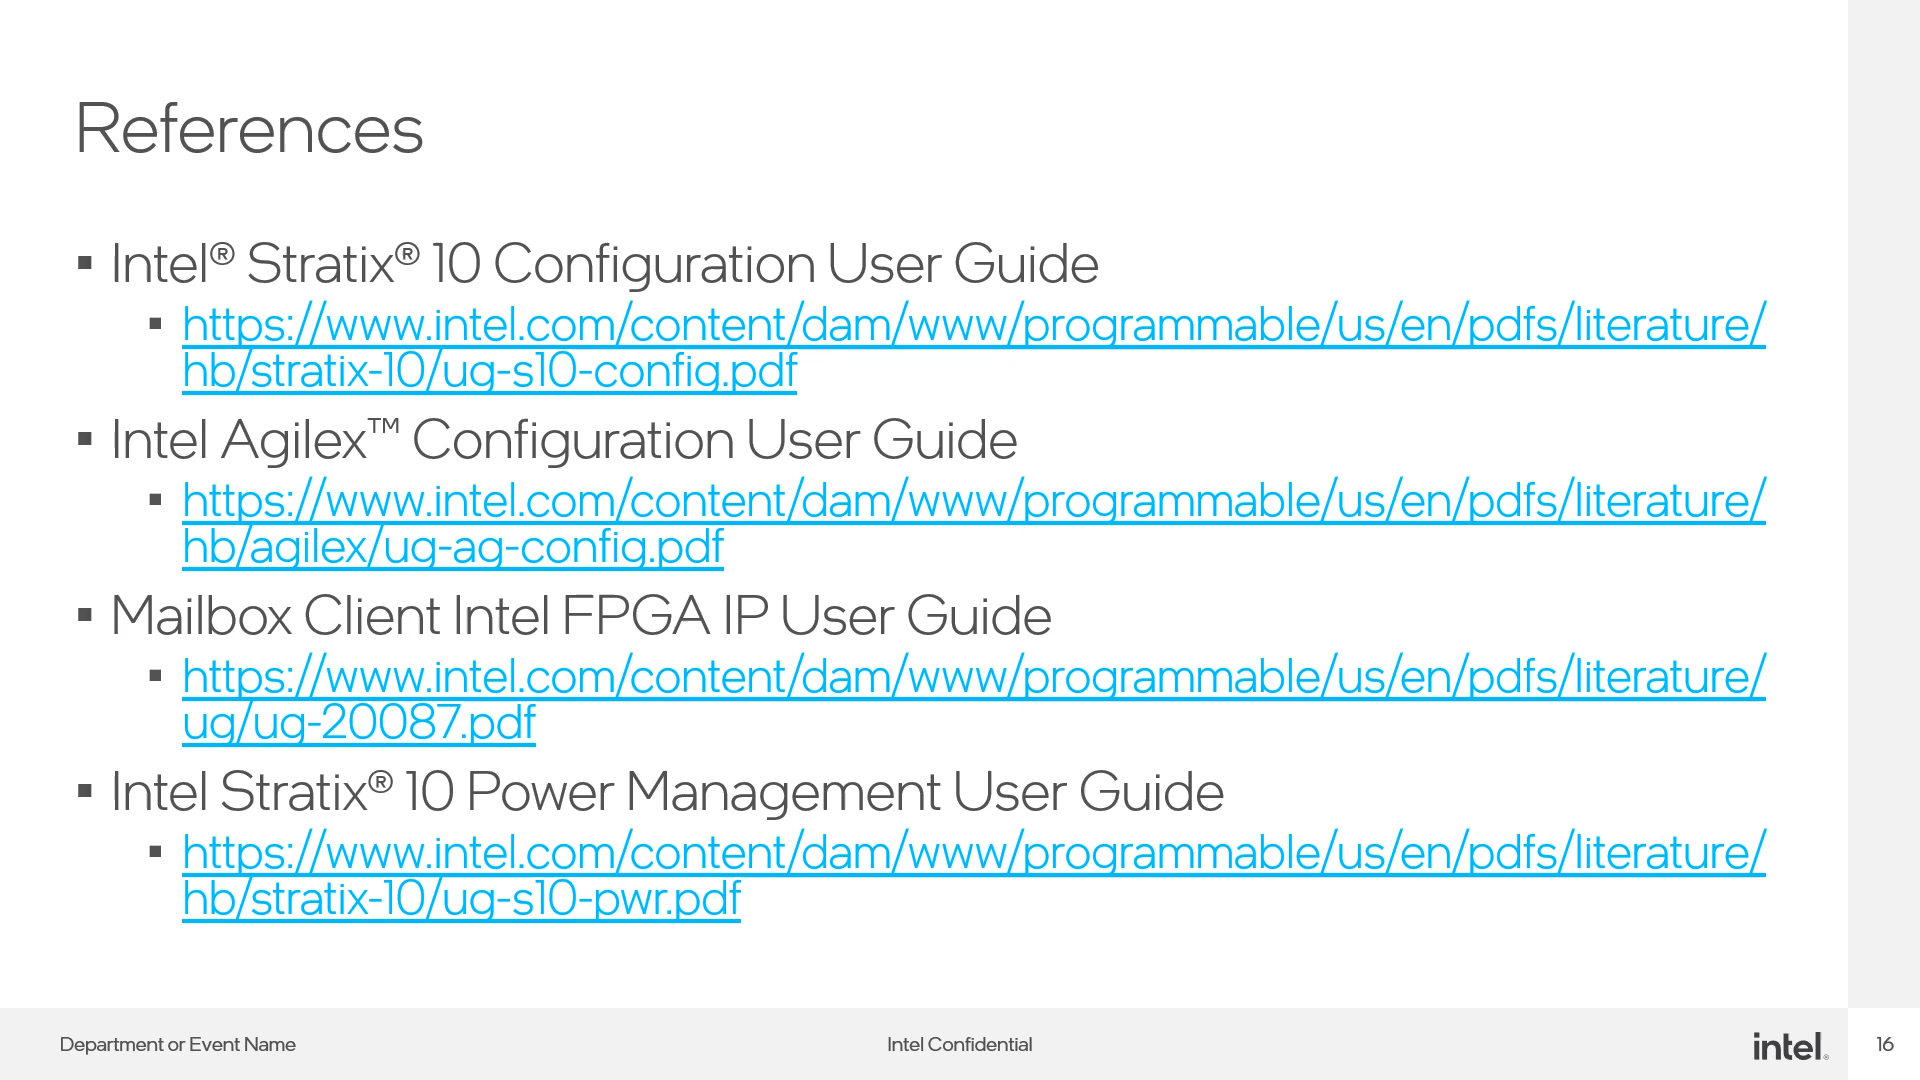 References
▪ Intel® Stratix® 10 Configuration User Guide
▪ https://www.intel.com/content/dam/www/programmable/us/en/pdfs/literature/
hb/stratix-10/ug-s10-config.pdf
▪ Intel Agilex™ Configuration User Guide
▪ https://www.intel.com/content/dam/www/programmable/us/en/pdfs/literature/
hb/agilex/ug-ag-config.pdf
▪ Mailbox Client Intel FPGA IP User Guide
▪ https://www.intel.com/content/dam/www/programmable/us/en/pdfs/literature/
ug/ug-20087.pdf
▪ Intel Stratix® 10 Power Management User Guide
▪ https://www.intel.com/content/dam/www/programmable/us/en/pdfs/literature/
hb/stratix-10/ug-s10-pwr.pdf
Department or Event Name
Intel Confidential
intel®
16